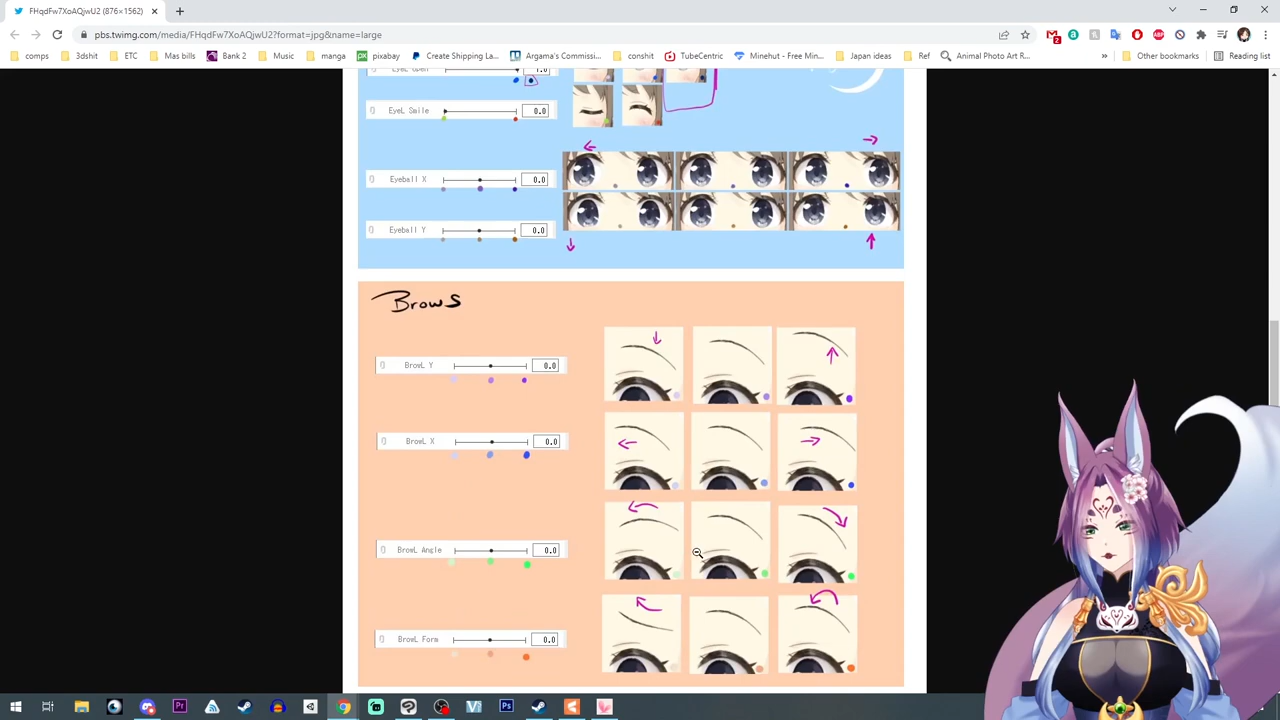 FHqdFw7XoAQjwU2 (876×1562)
pbs.twimg.com/media/FHqdFw7XoAQjwU2?format=jpg&name=large
comps
3dshit
ETC
Mas bills
Bank 2
Music
manga
pixabay
Create Shipping La...
Argama's Commissi...
conshit
TubeCentric
Minehut - Free Min...
Japan ideas
Ref
Animal Photo Art R...
Other bookmarks
Reading list
EyeL Smile 0.0
Eyeball X 0.0
Eyeball Y 0.0
Brows
BrowL Y 0.0
BrowL X 0.0
BrowL Angle 0.0
BrowL Form 0.0